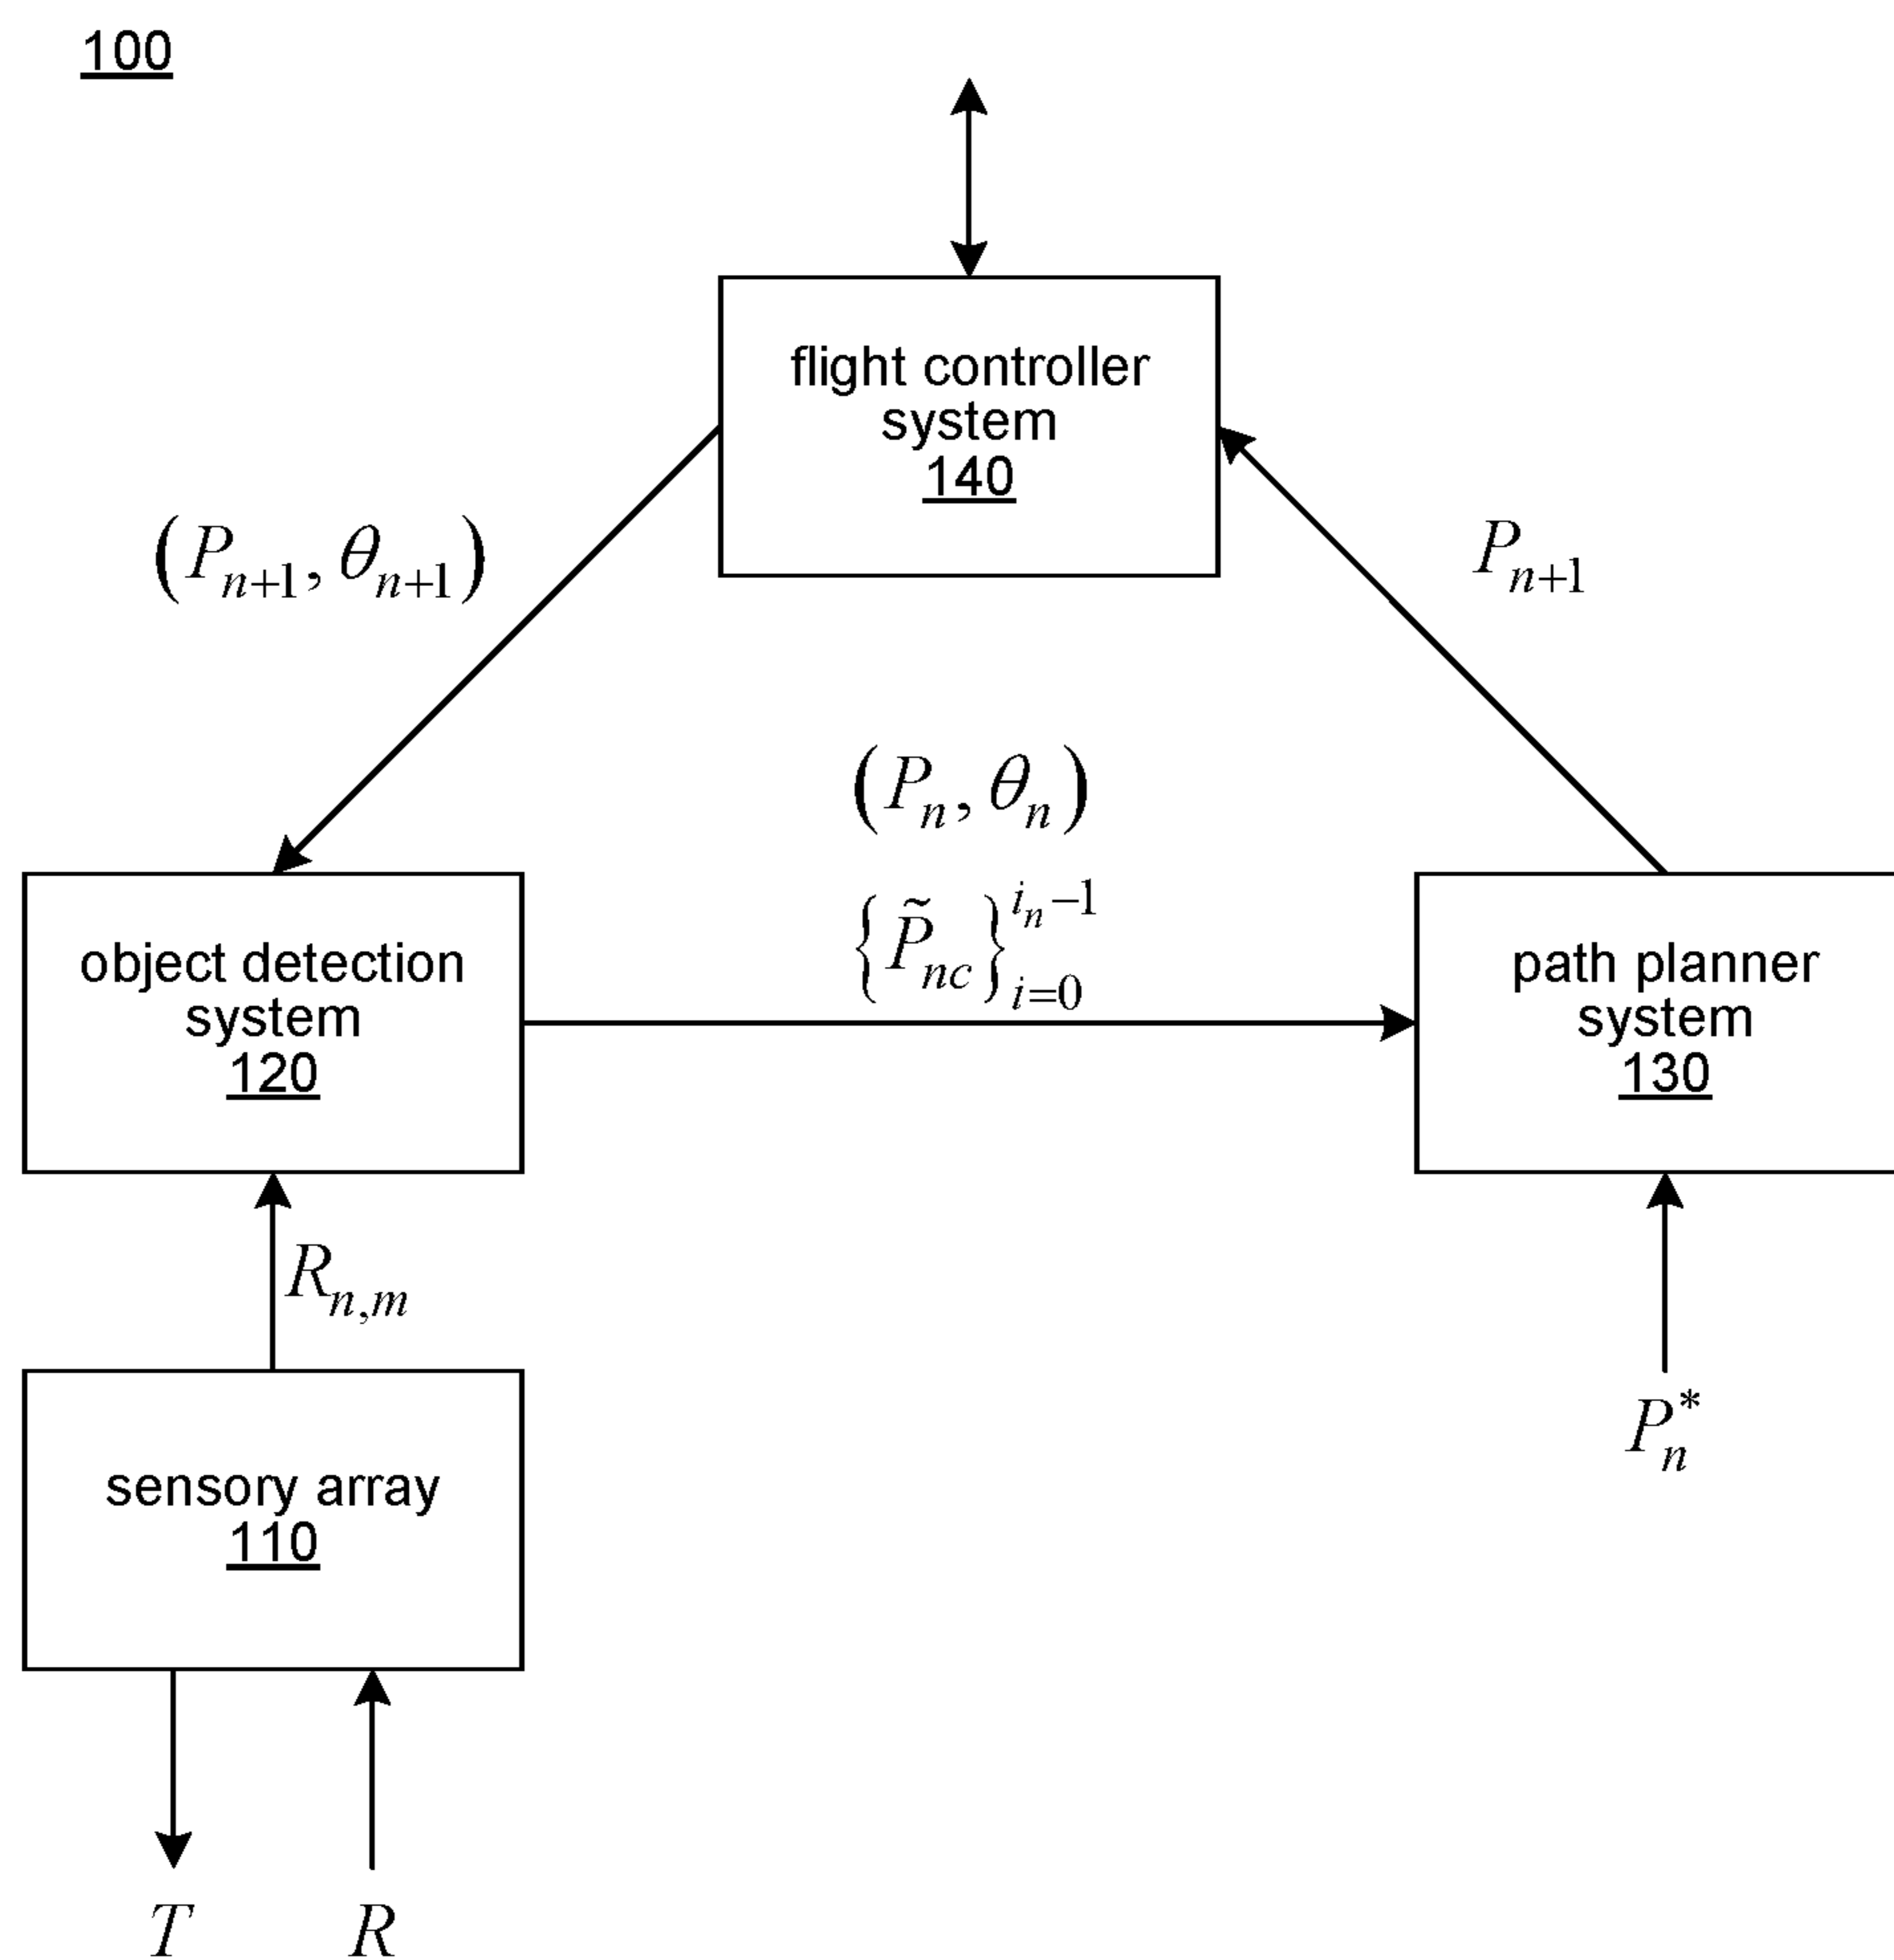 100
flight controller
system
140
(P_{n+1}, θ_{n+1})
P_{n+1}
(P_n, θ_n)
{P̃_{nc}}_{i=0}^{i_n−1}
object detection
system
120
path planner
system
130
R_{n,m}
P_n^*
sensory array
110
T
R